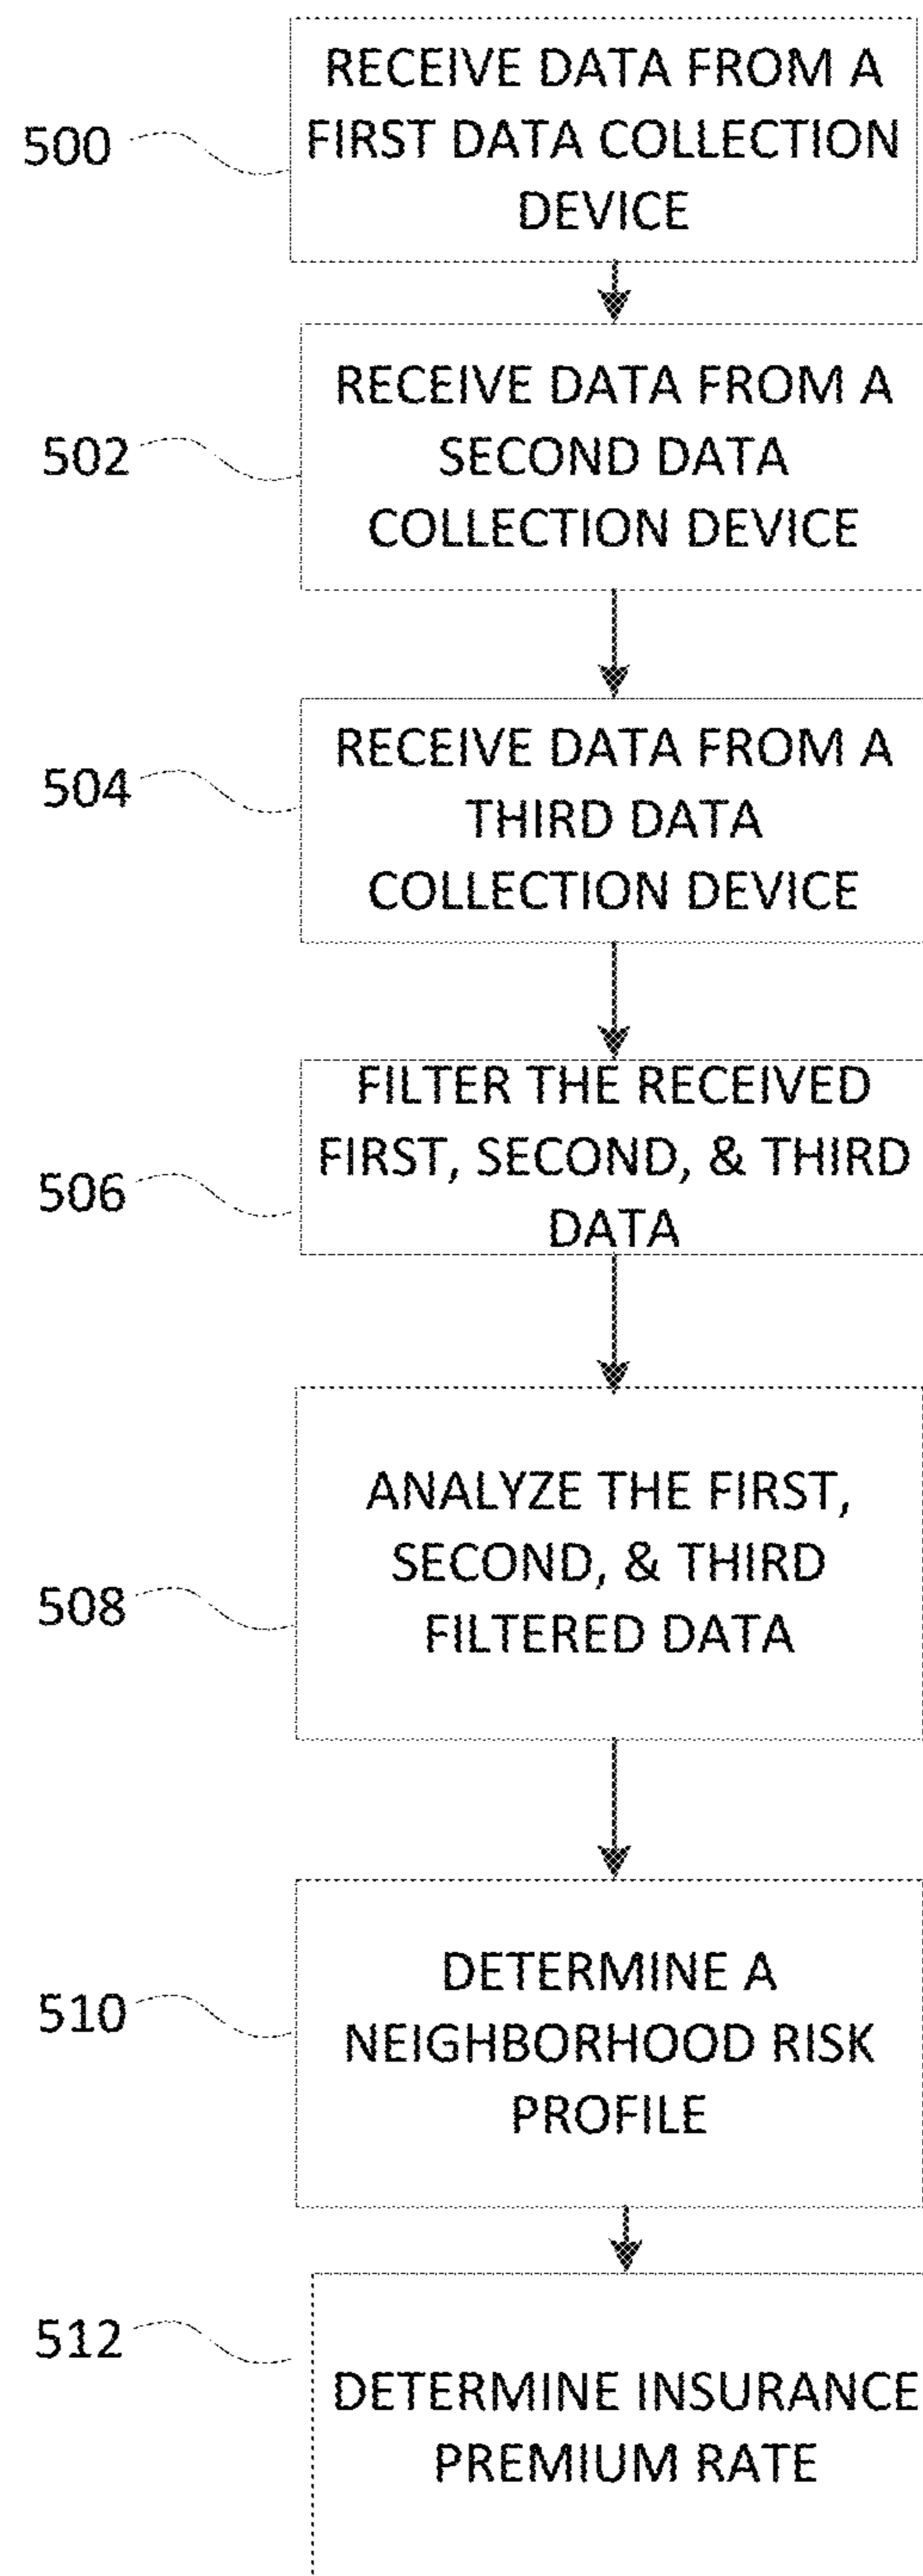 RECEIVE DATA FROM A
FIRST DATA COLLECTION
DEVICE
500
RECEIVE DATA FROM A
SECOND DATA
COLLECTION DEVICE
502
RECEIVE DATA FROM A
THIRD DATA
COLLECTION DEVICE
504
FILTER THE RECEIVED
FIRST, SECOND, & THIRD
DATA
506
ANALYZE THE FIRST,
SECOND, & THIRD
FILTERED DATA
508
DETERMINE A
NEIGHBORHOOD RISK
PROFILE
510
DETERMINE INSURANCE
PREMIUM RATE
512